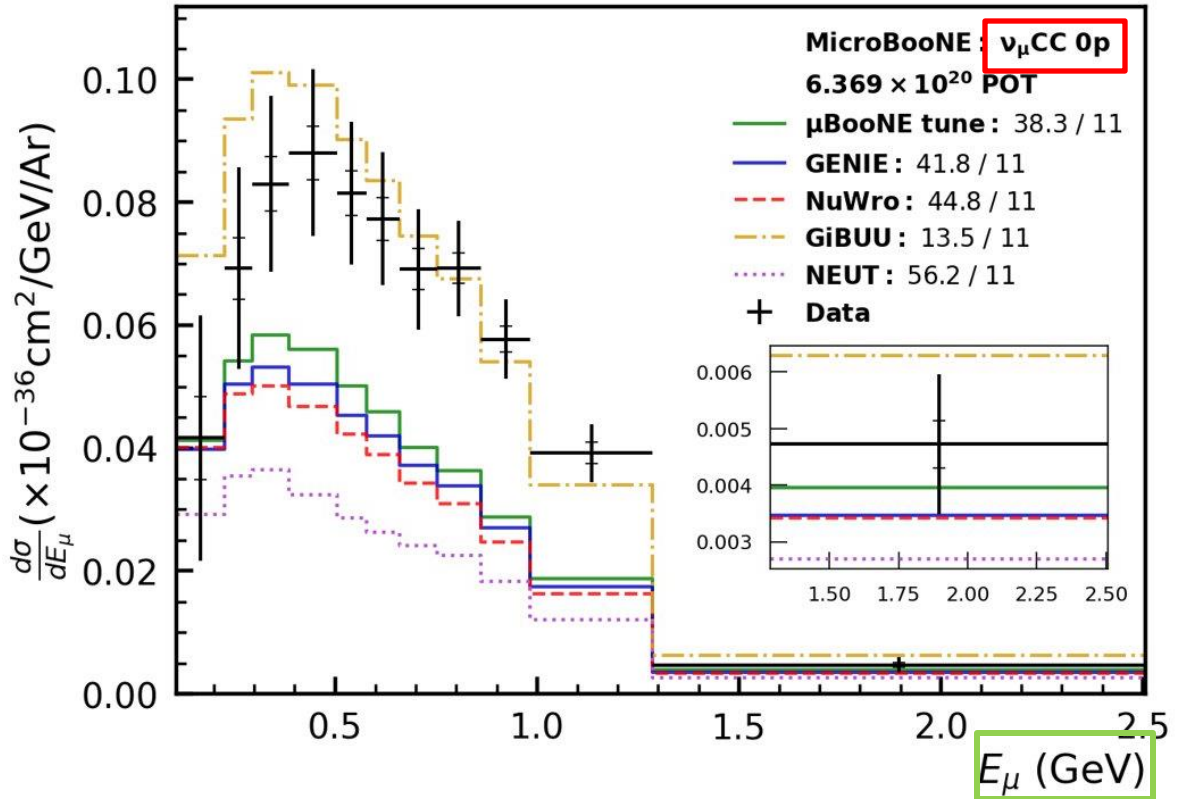 MicroBooNE: νμCC 0p
6.369 × 10²⁰ POT
μBooNE tune: 38.3 / 11
GENIE: 41.8 / 11
NuWro: 44.8 / 11
GiBUU: 13.5 / 11
NEUT: 56.2 / 11
Data
0.10
0.08
0.06
0.04
0.02
0.00
dσ/dEμ (×10⁻³⁶cm²/GeV/Ar)
0.006
0.005
0.004
0.003
1.50 1.75 2.00 2.25 2.50
0.5 1.0 1.5 2.0 2.5
Eμ (GeV)